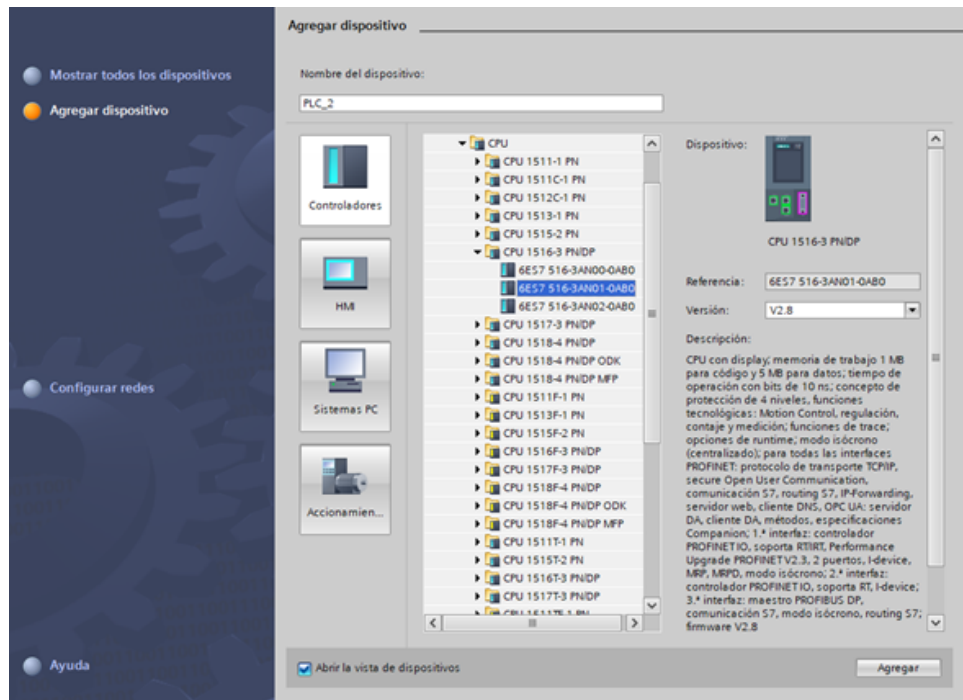 Agregar dispositivo
Mostrar todos los dispositivos
Agregar dispositivo
Configurar redes
Ayuda
Nombre del dispositivo:
PLC_2
Controladores
HMI
Sistemas PC
Accionamien...
CPU
CPU 1511-1 PN
CPU 1511C-1 PN
CPU 1512C-1 PN
CPU 1513-1 PN
CPU 1515-2 PN
CPU 1516-3 PN/DP
6ES7 516-3AN00-0AB0
6ES7 516-3AN01-0AB0
6ES7 516-3AN02-0AB0
CPU 1517-3 PN/DP
CPU 1518-4 PN/DP
CPU 1518-4 PN/DP ODK
CPU 1518-4 PN/DP MFP
CPU 1511F-1 PN
CPU 1513F-1 PN
CPU 1515F-2 PN
CPU 1516F-3 PN/DP
CPU 1517F-3 PN/DP
CPU 1518F-4 PN/DP
CPU 1518F-4 PN/DP ODK
CPU 1518F-4 PN/DP MFP
CPU 1511T-1 PN
CPU 1515T-2 PN
CPU 1516T-3 PN/DP
CPU 1517T-3 PN/DP
Dispositivo:
CPU 1516-3 PN/DP
Referencia: 6ES7 516-3AN01-0AB0
Versión: V2.8
Descripción:
CPU con display; memoria de trabajo 1 MB
para código y 5 MB para datos; tiempo de
operación con bits de 10 ns; concepto de
protección de 4 niveles, funciones
tecnológicas: Motion Control, regulación,
contaje y medición; funciones de trace;
opciones de runtime; modo isócrono
(centralizado); para todas las interfaces
PROFINET: protocolo de transporte TCP/IP,
secure Open User Communication,
comunicación S7, routing S7, IP-Forwarding,
servidor web, cliente DNS, OPC UA: servidor
DA, cliente DA, métodos, especificaciones
Companion; 1.ª interfaz: controlador
PROFINET IO, soporta RT/IRT, Performance
Upgrade PROFINET V2.3, 2 puertos, I-device,
MRP, MRPD, modo isócrono; 2.ª interfaz:
controlador PROFINET IO, soporta RT, I-device;
3.ª interfaz: maestro PROFIBUS DP,
comunicación S7, modo isócrono, routing S7;
firmware V2.8
Abrir la vista de dispositivos
Agregar